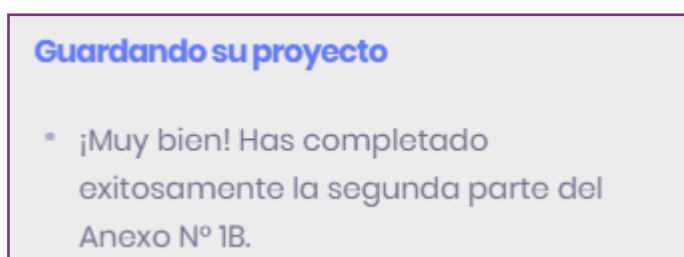 Guardando su proyecto
• ¡Muy bien! Has completado
exitosamente la segunda parte del
Anexo Nº 1B.